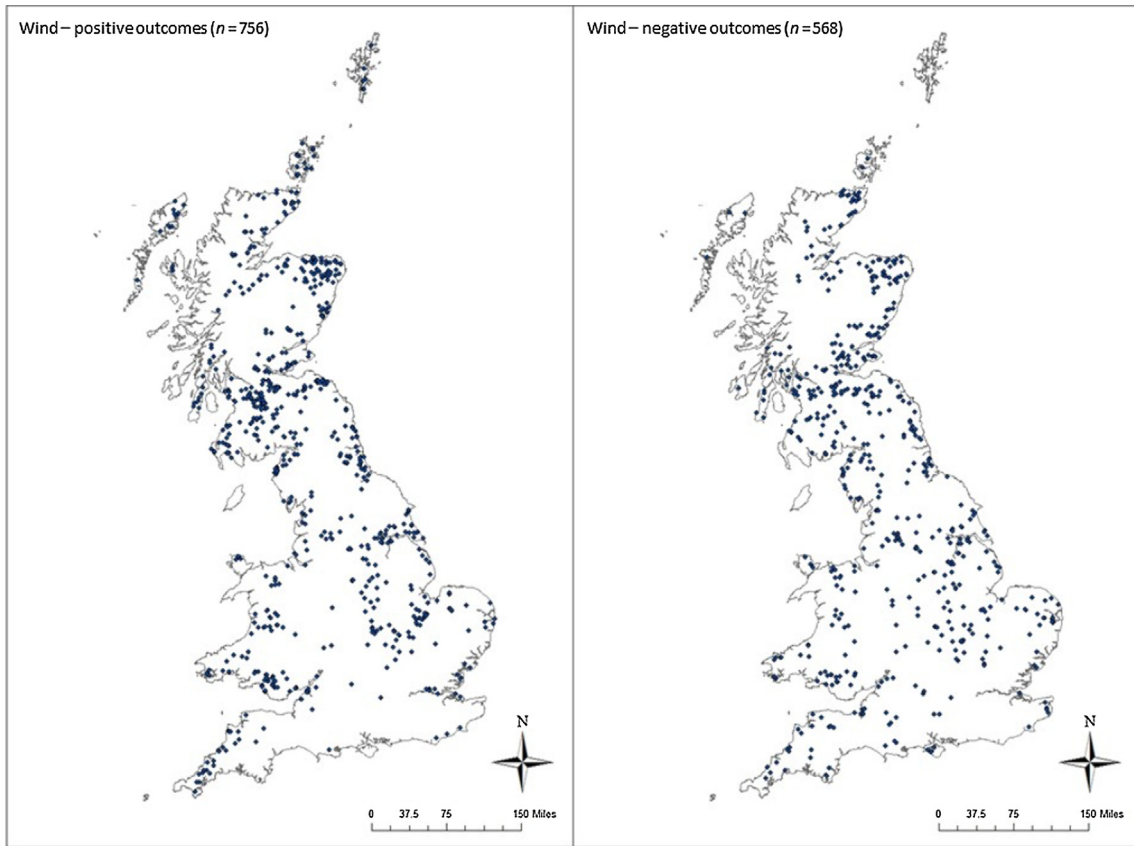 Wind – positive outcomes (n = 756)
Wind – negative outcomes (n = 568)
N
0 37.5 75 150 Miles
N
0 37.5 75 150 Miles